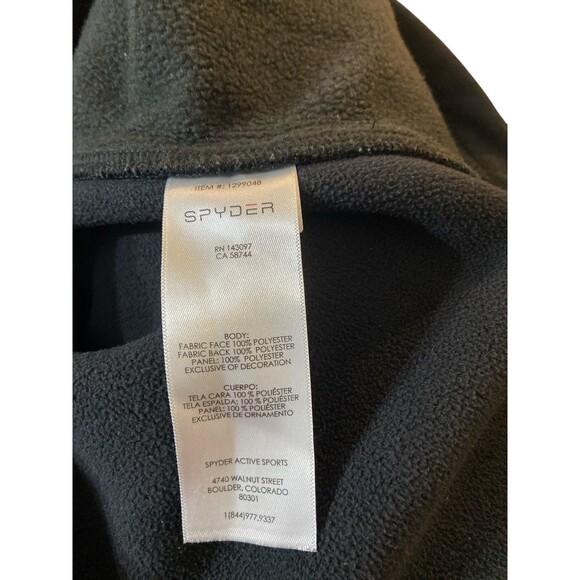 ITEM #: 1299048
SPYDER
RN 143097
CA 58744
BODY:
FABRIC FACE 100% POLYESTER
FABRIC BACK 100% POLYESTER
PANEL: 100% POLYESTER
EXCLUSIVE OF DECORATION
CUERPO:
TELA CARA 100 % POLIÉSTER
TELA ESPALDA: 100 % POLIÉSTER
PANEL: 100 % POLIÉSTER
EXCLUSIVE DE ORNAMENTO
SPYDER ACTIVE SPORTS
4740 WALNUT STREET
BOULDER, COLORADO
80301
1(844)977.9337